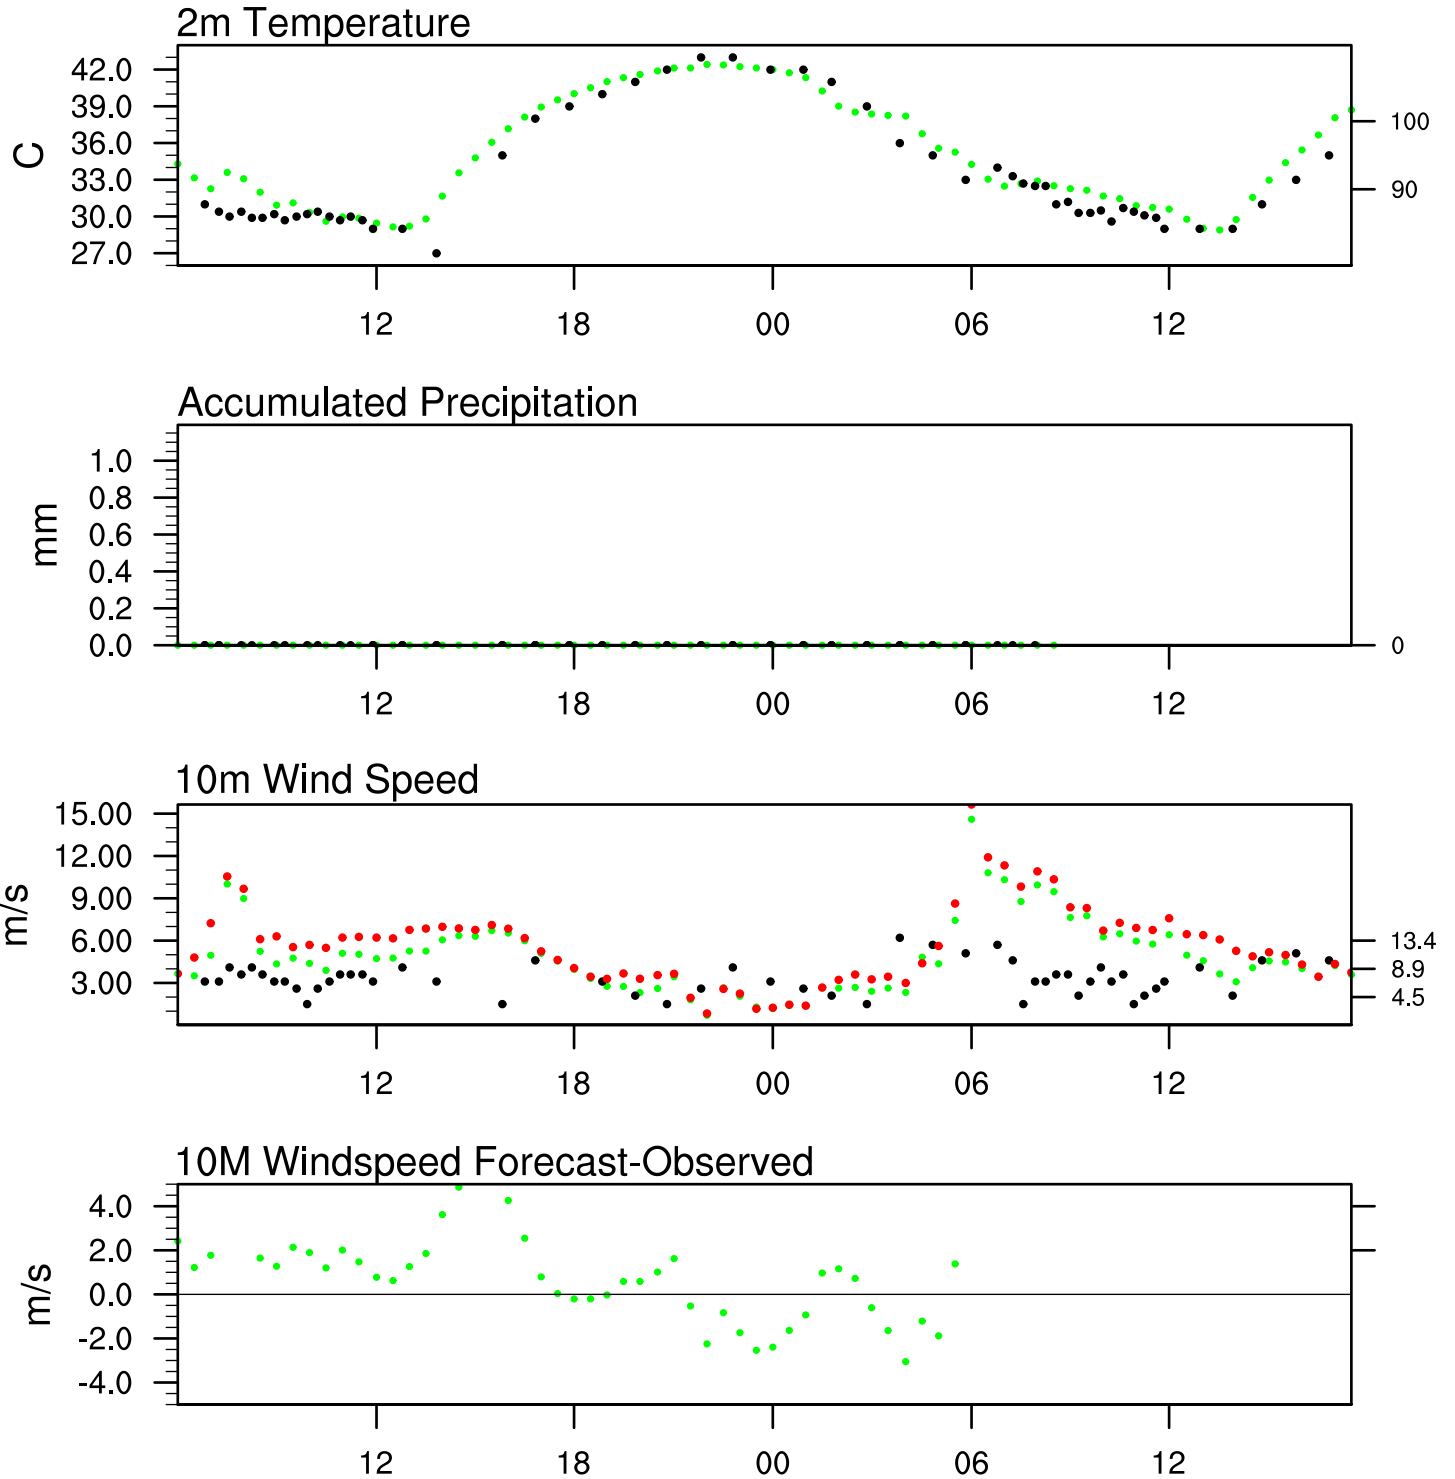 2m Temperature
42.0
39.0
36.0
33.0
30.0
27.0
C
100
90
12 18 00 06 12
Accumulated Precipitation
1.0
0.8
0.6
0.4
0.2
0.0
mm
0
12 18 00 06 12
10m Wind Speed
15.00
12.00
9.00
6.00
3.00
m/s
13.4
8.9
4.5
12 18 00 06 12
10M Windspeed Forecast-Observed
4.0
2.0
0.0
-2.0
-4.0
m/s
12 18 00 06 12